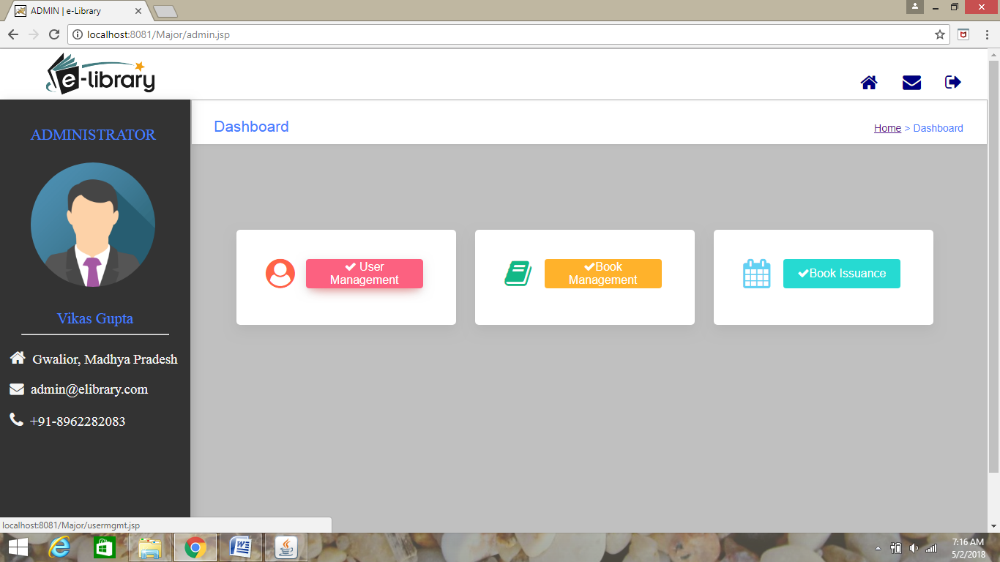 ADMIN | e-Library
localhost:8081/Major/admin.jsp
e-library
ADMINISTRATOR
Dashboard
Home > Dashboard
User
Management
Book
Management
Book Issuance
Vikas Gupta
Gwalior, Madhya Pradesh
admin@elibrary.com
+91-8962282083
localhost:8081/Major/usermgmt.jsp
7:16 AM
5/2/2018